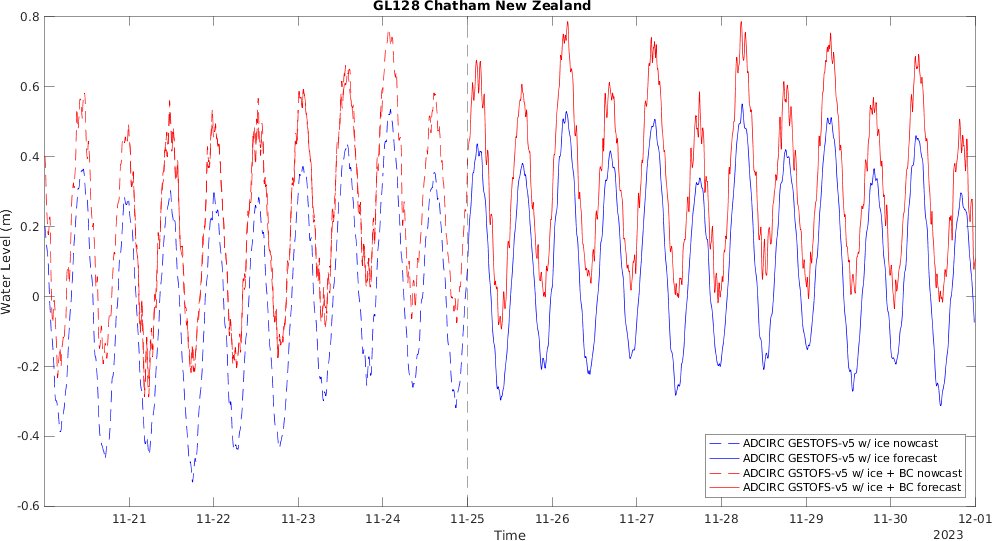 GL128 Chatham New Zealand
0.8
0.6
0.4
0.2
0
-0.2
-0.4
-0.6
Water Level (m)
11-21 11-22 11-23 11-24 11-25 11-26 11-27 11-28 11-29 11-30 12-01
Time
2023
ADCIRC GESTOFS-v5 w/ ice nowcast
ADCIRC GESTOFS-v5 w/ ice forecast
ADCIRC GSTOFS-v5 w/ ice + BC nowcast
ADCIRC GSTOFS-v5 w/ ice + BC forecast